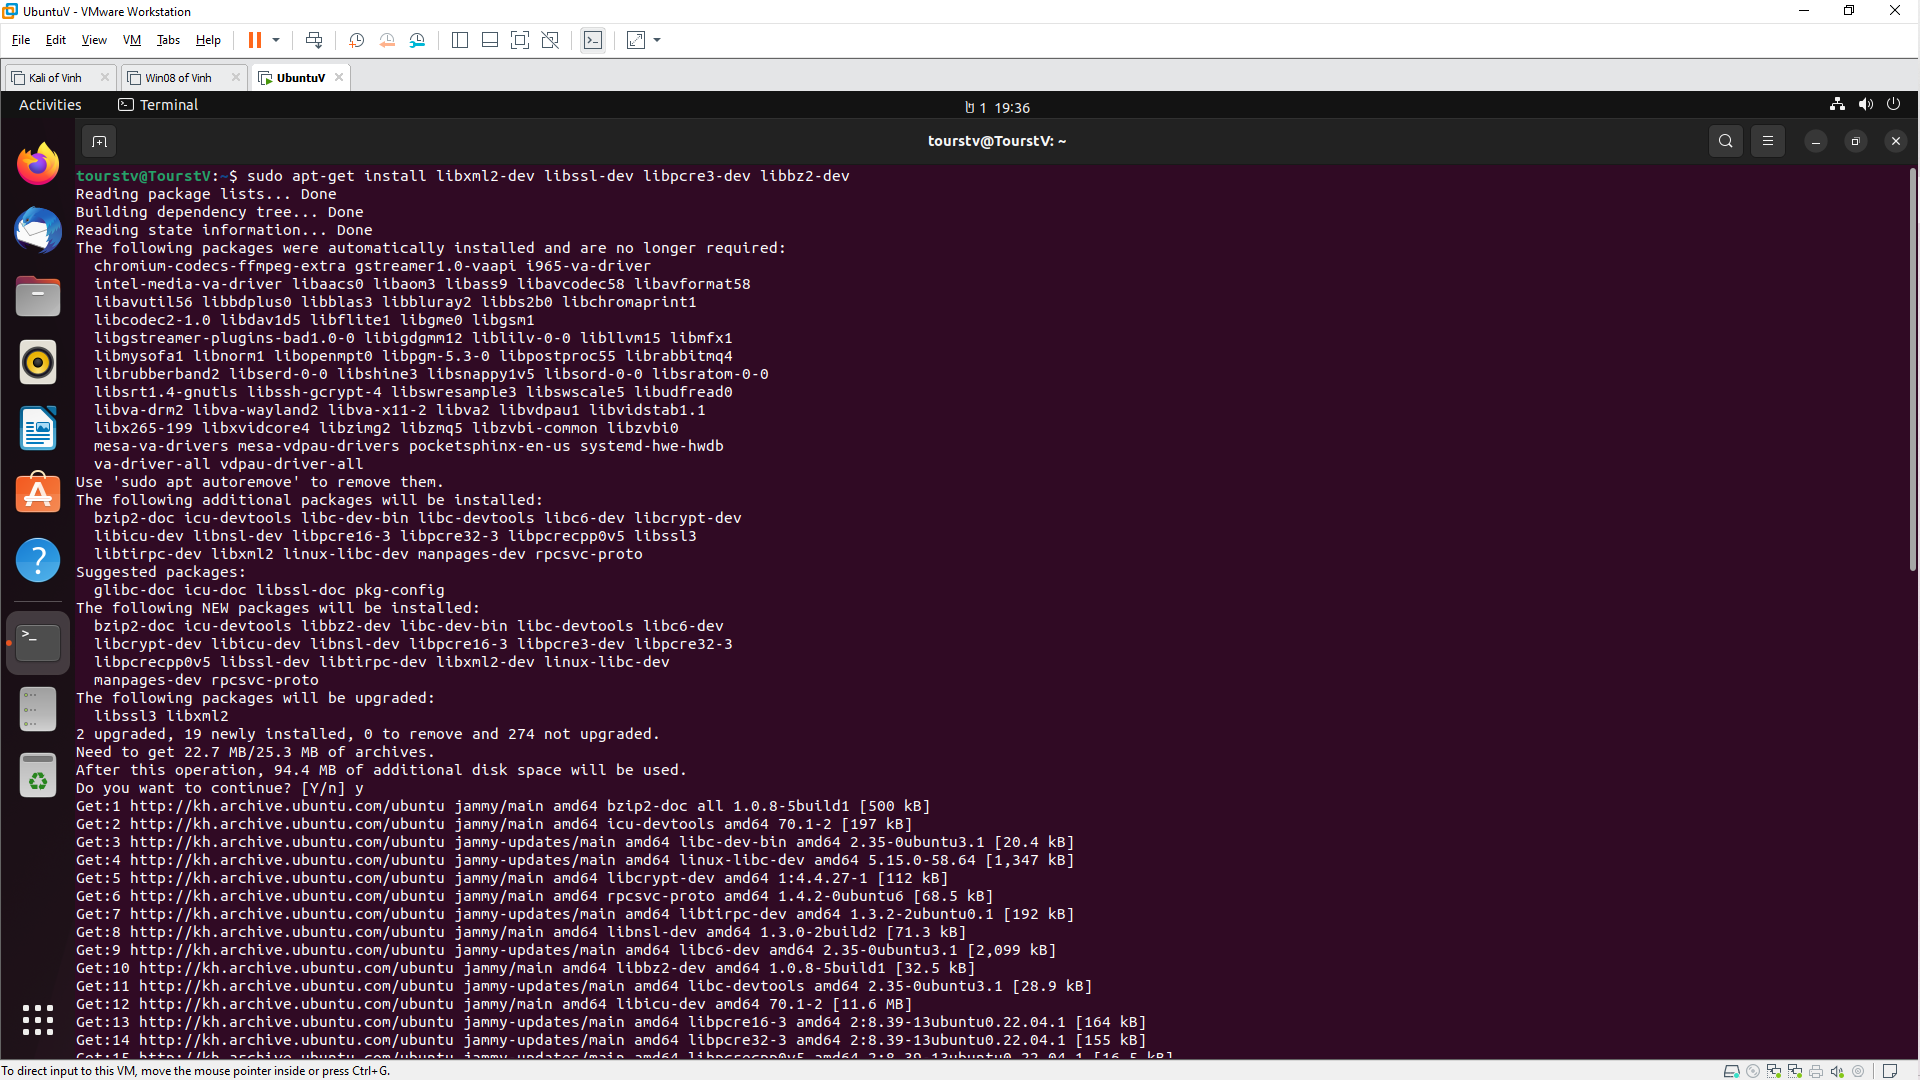 UbuntuV - VMware Workstation
File Edit View VM Tabs Help
Kali of Vinh Win08 of Vinh UbuntuV
Activities Terminal 1 19:36
tourstv@TourstV: ~
tourstv@TourstV:~$ sudo apt-get install libxml2-dev libssl-dev libpcre3-dev libbz2-dev
Reading package lists... Done
Building dependency tree... Done
Reading state information... Done
The following packages were automatically installed and are no longer required:
chromium-codecs-ffmpeg-extra gstreamer1.0-vaapi i965-va-driver
intel-media-va-driver libaacs0 libaom3 libass9 libavcodec58 libavformat58
libavutil56 libbdplus0 libblas3 libbluray2 libbs2b0 libchromaprint1
libcodec2-1.0 libdav1d5 libflite1 libgme0 libgsm1
libgstreamer-plugins-bad1.0-0 libigdgmm12 liblilv-0-0 libllvm15 libmfx1
libmysofa1 libnorm1 libopenmpt0 libpgm-5.3-0 libpostproc55 librabbitmq4
librubberband2 libserd-0-0 libshine3 libsnappy1v5 libsord-0-0 libsratom-0-0
libsrt1.4-gnutls libssh-gcrypt-4 libswresample3 libswscale5 libudfread0
libva-drm2 libva-wayland2 libva-x11-2 libva2 libvdpau1 libvidstab1.1
libx265-199 libxvidcore4 libzimg2 libzmq5 libzvbi-common libzvbi0
mesa-va-drivers mesa-vdpau-drivers pocketsphinx-en-us systemd-hwe-hwdb
va-driver-all vdpau-driver-all
Use 'sudo apt autoremove' to remove them.
The following additional packages will be installed:
bzip2-doc icu-devtools libc-dev-bin libc-devtools libc6-dev libcrypt-dev
libicu-dev libnsl-dev libpcre16-3 libpcre32-3 libpcrecpp0v5 libssl3
libtirpc-dev libxml2 linux-libc-dev manpages-dev rpcsvc-proto
Suggested packages:
glibc-doc icu-doc libssl-doc pkg-config
The following NEW packages will be installed:
bzip2-doc icu-devtools libbz2-dev libc-dev-bin libc-devtools libc6-dev
libcrypt-dev libicu-dev libnsl-dev libpcre16-3 libpcre3-dev libpcre32-3
libpcrecpp0v5 libssl-dev libtirpc-dev libxml2-dev linux-libc-dev
manpages-dev rpcsvc-proto
The following packages will be upgraded:
libssl3 libxml2
2 upgraded, 19 newly installed, 0 to remove and 274 not upgraded.
Need to get 22.7 MB/25.3 MB of archives.
After this operation, 94.4 MB of additional disk space will be used.
Do you want to continue? [Y/n] y
Get:1 http://kh.archive.ubuntu.com/ubuntu jammy/main amd64 bzip2-doc all 1.0.8-5build1 [500 kB]
Get:2 http://kh.archive.ubuntu.com/ubuntu jammy/main amd64 icu-devtools amd64 70.1-2 [197 kB]
Get:3 http://kh.archive.ubuntu.com/ubuntu jammy-updates/main amd64 libc-dev-bin amd64 2.35-0ubuntu3.1 [20.4 kB]
Get:4 http://kh.archive.ubuntu.com/ubuntu jammy-updates/main amd64 linux-libc-dev amd64 5.15.0-58.64 [1,347 kB]
Get:5 http://kh.archive.ubuntu.com/ubuntu jammy/main amd64 libcrypt-dev amd64 1:4.4.27-1 [112 kB]
Get:6 http://kh.archive.ubuntu.com/ubuntu jammy/main amd64 rpcsvc-proto amd64 1.4.2-0ubuntu6 [68.5 kB]
Get:7 http://kh.archive.ubuntu.com/ubuntu jammy-updates/main amd64 libtirpc-dev amd64 1.3.2-2ubuntu0.1 [192 kB]
Get:8 http://kh.archive.ubuntu.com/ubuntu jammy/main amd64 libnsl-dev amd64 1.3.0-2build2 [71.3 kB]
Get:9 http://kh.archive.ubuntu.com/ubuntu jammy-updates/main amd64 libc6-dev amd64 2.35-0ubuntu3.1 [2,099 kB]
Get:10 http://kh.archive.ubuntu.com/ubuntu jammy/main amd64 libbz2-dev amd64 1.0.8-5build1 [32.5 kB]
Get:11 http://kh.archive.ubuntu.com/ubuntu jammy-updates/main amd64 libc-devtools amd64 2.35-0ubuntu3.1 [28.9 kB]
Get:12 http://kh.archive.ubuntu.com/ubuntu jammy/main amd64 libicu-dev amd64 70.1-2 [11.6 MB]
Get:13 http://kh.archive.ubuntu.com/ubuntu jammy-updates/main amd64 libpcre16-3 amd64 2:8.39-13ubuntu0.22.04.1 [164 kB]
Get:14 http://kh.archive.ubuntu.com/ubuntu jammy-updates/main amd64 libpcre32-3 amd64 2:8.39-13ubuntu0.22.04.1 [155 kB]
Get:15 http://kh.archive.ubuntu.com/ubuntu jammy-updates/main amd64 libpcrecpp0v5 amd64 2:8.39-13ubuntu0.22.04.1 [16.5 kB]
To direct input to this VM, move the mouse pointer inside or press Ctrl+G.